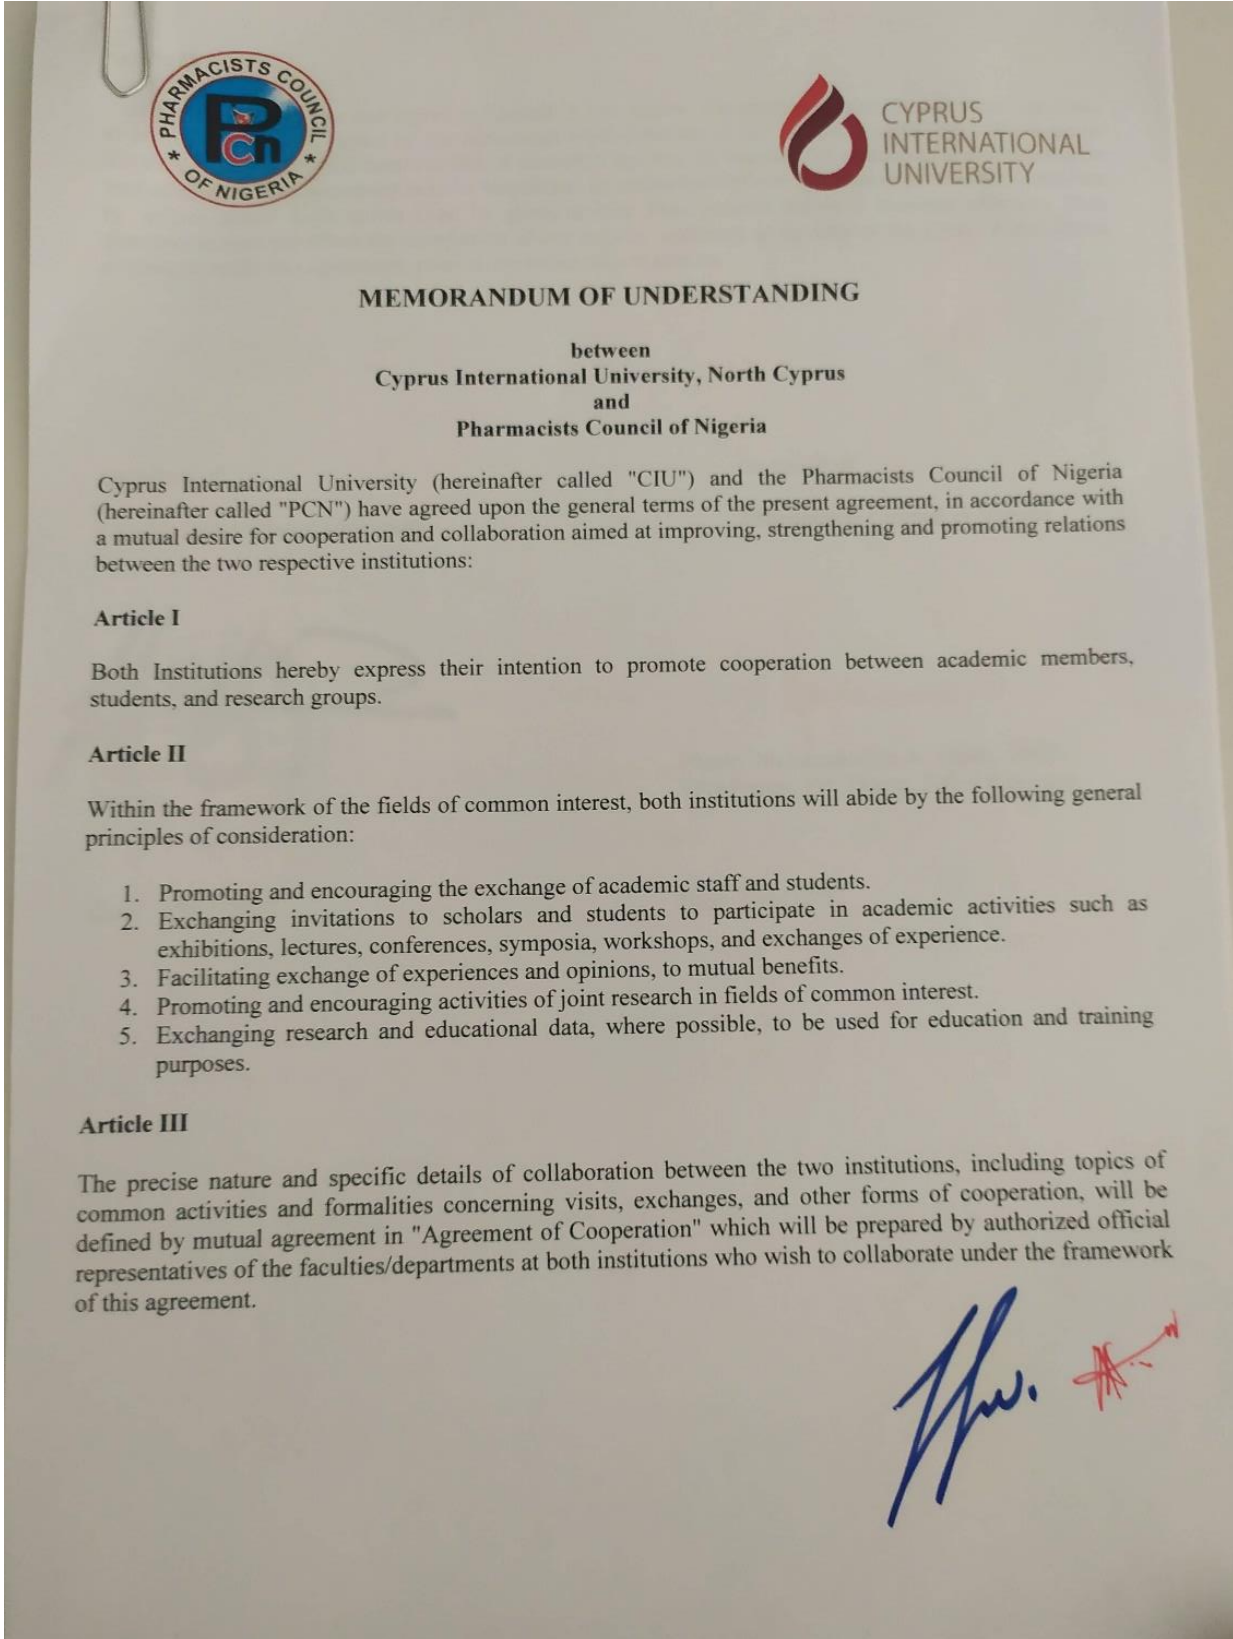 PHARMACISTS COUNCIL
OF NIGERIA
Pcn
CYPRUS
INTERNATIONAL
UNIVERSITY
MEMORANDUM OF UNDERSTANDING
between
Cyprus International University, North Cyprus
and
Pharmacists Council of Nigeria
Cyprus International University (hereinafter called "CIU") and the Pharmacists Council of Nigeria
(hereinafter called "PCN") have agreed upon the general terms of the present agreement, in accordance with
a mutual desire for cooperation and collaboration aimed at improving, strengthening and promoting relations
between the two respective institutions:
Article I
Both Institutions hereby express their intention to promote cooperation between academic members,
students, and research groups.
Article II
Within the framework of the fields of common interest, both institutions will abide by the following general
principles of consideration:
1. Promoting and encouraging the exchange of academic staff and students.
2. Exchanging invitations to scholars and students to participate in academic activities such as
exhibitions, lectures, conferences, symposia, workshops, and exchanges of experience.
3. Facilitating exchange of experiences and opinions, to mutual benefits.
4. Promoting and encouraging activities of joint research in fields of common interest.
5. Exchanging research and educational data, where possible, to be used for education and training
purposes.
Article III
The precise nature and specific details of collaboration between the two institutions, including topics of
common activities and formalities concerning visits, exchanges, and other forms of cooperation, will be
defined by mutual agreement in "Agreement of Cooperation" which will be prepared by authorized official
representatives of the faculties/departments at both institutions who wish to collaborate under the framework
of this agreement.